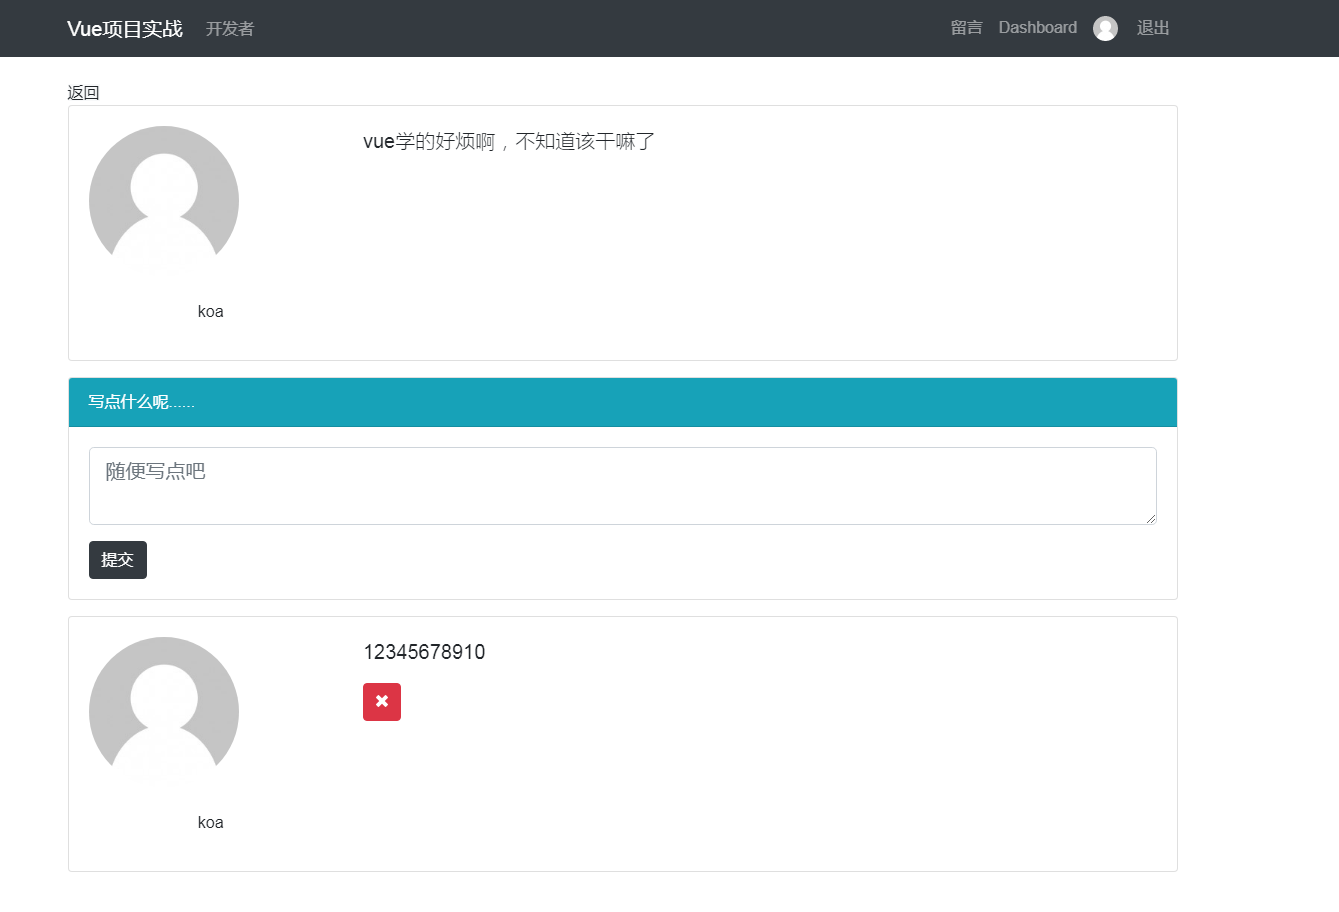 Vue项目实战 开发者 留言 Dashboard 退出
返回
vue学的好烦啊，不知道该干嘛了
koa
写点什么呢......
随便写点吧
提交
12345678910
koa